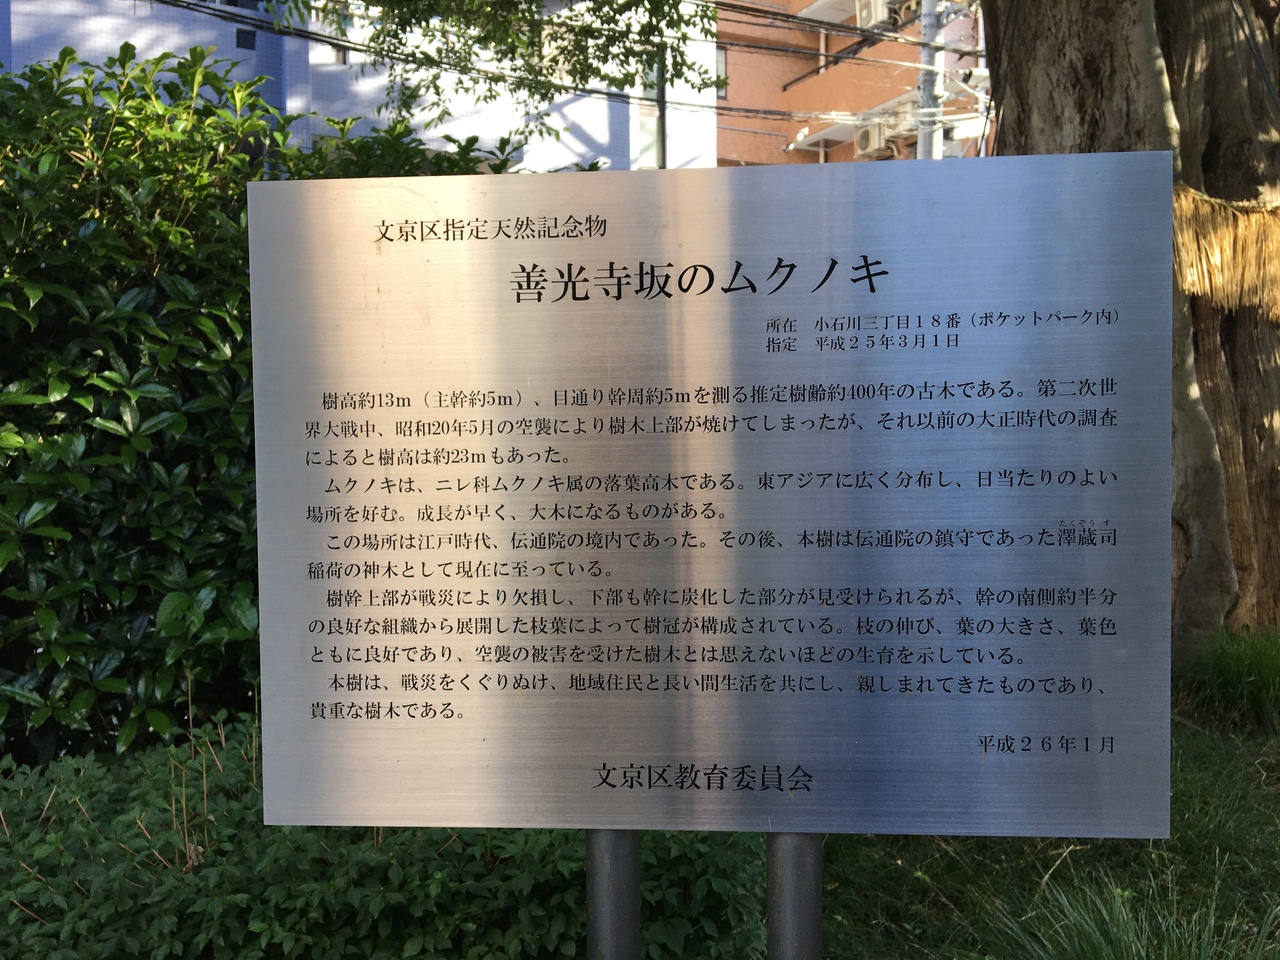 文京区指定天然記念物
善光寺坂のムクノキ
所在　小石川三丁目１８番（ポケットパーク内）
指定　平成２５年３月１日
樹高約13ｍ（主幹約5ｍ）、目通り幹周約5ｍを測る推定樹齢約400年の古木である。第二次世
界大戦中、昭和20年5月の空襲により樹木上部が焼けてしまったが、それ以前の大正時代の調査
によると樹高は約23ｍもあった。
ムクノキは、ニレ科ムクノキ属の落葉高木である。東アジアに広く分布し、日当たりのよい
場所を好む。成長が早く、大木になるものがある。
たくぞうす
この場所は江戸時代、伝通院の境内であった。その後、本樹は伝通院の鎮守であった澤蔵司
稲荷の神木として現在に至っている。
樹幹上部が戦災により欠損し、下部も幹に炭化した部分が見受けられるが、幹の南側約半分
の良好な組織から展開した枝葉によって樹冠が構成されている。枝の伸び、葉の大きさ、葉色
ともに良好であり、空襲の被害を受けた樹木とは思えないほどの生育を示している。
本樹は、戦災をくぐりぬけ、地域住民と長い間生活を共にし、親しまれてきたものであり、
貴重な樹木である。
平成２６年１月
文京区教育委員会